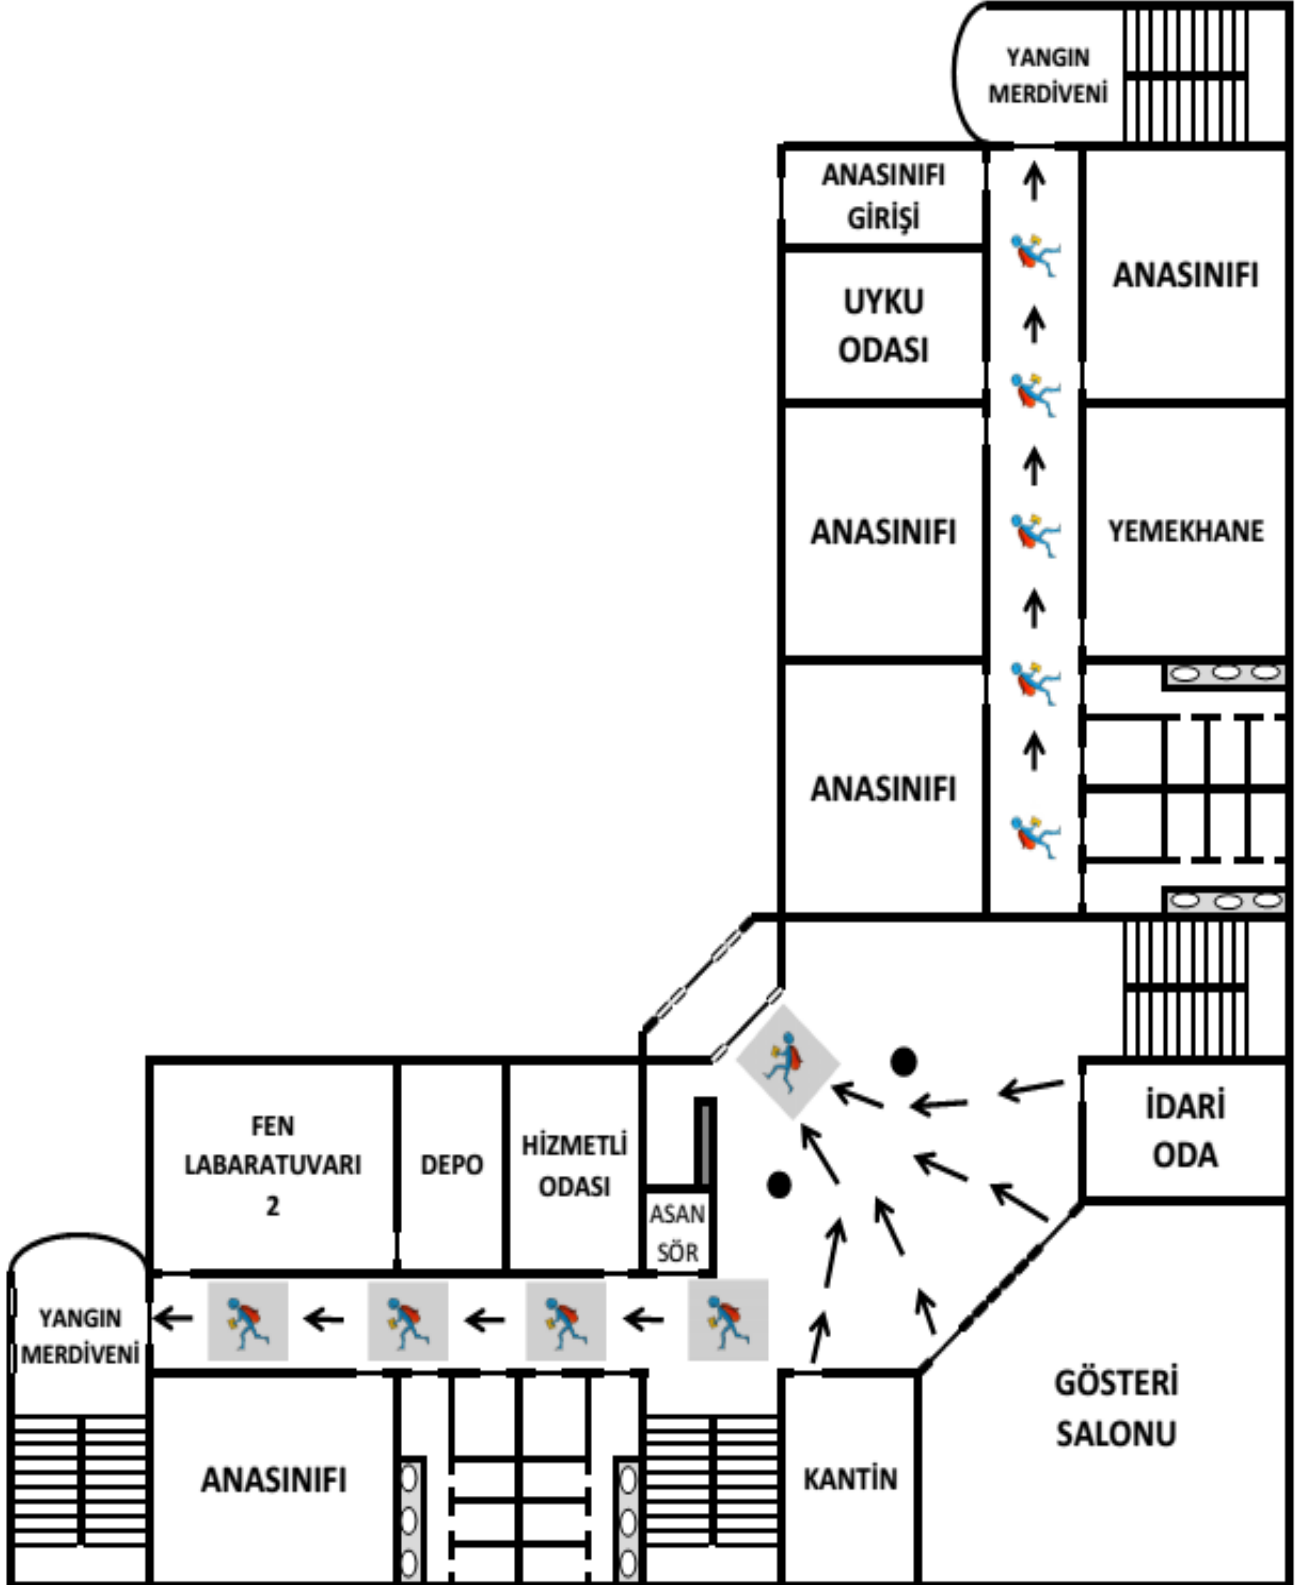 YANGIN
MERDİVENİ
ANASINIFI
GİRİŞİ
ANASINIFI
UYKU
ODASI
ANASINIFI
YEMEKHANE
ANASINIFI
FEN
LABARATUVARI
2
DEPO
HİZMETLİ
ODASI
ASAN
SÖR
İDARİ
ODA
YANGIN
MERDİVENİ
ANASINIFI
KANTİN
GÖSTERİ
SALONU